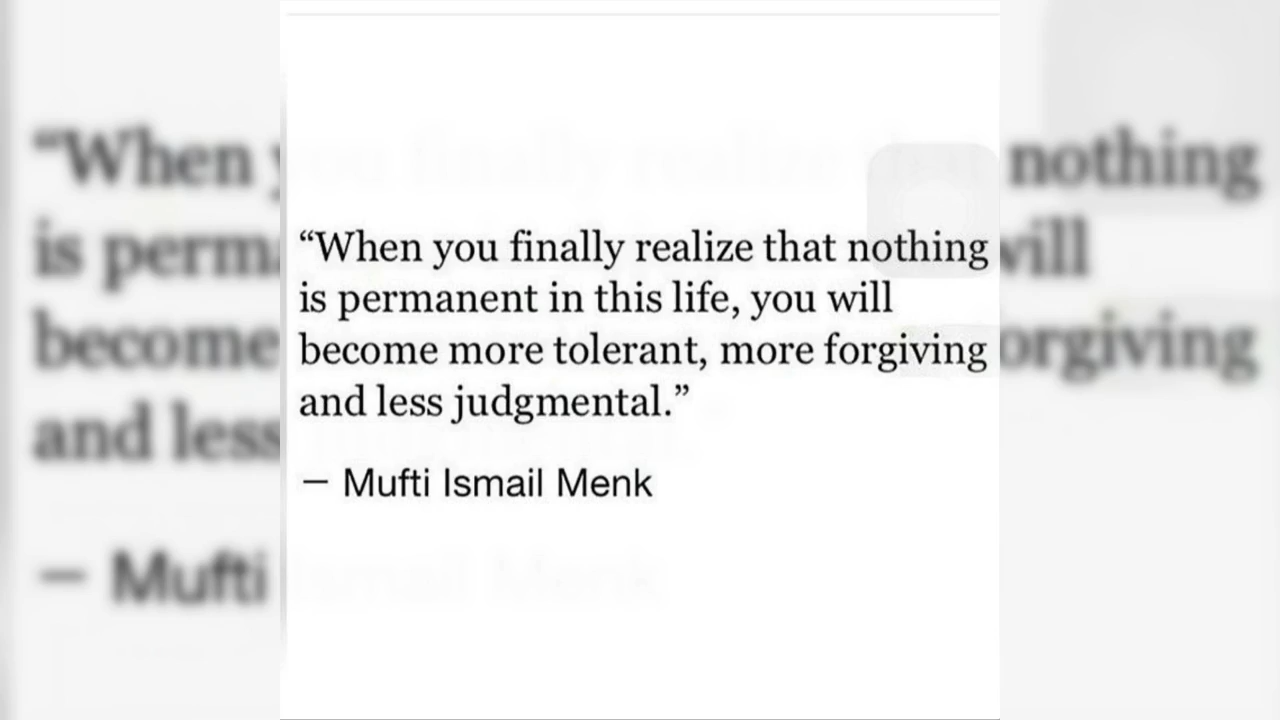 “When you finally realize that nothing
is permanent in this life, you will
become more tolerant, more forgiving
and less judgmental.”
— Mufti Ismail Menk